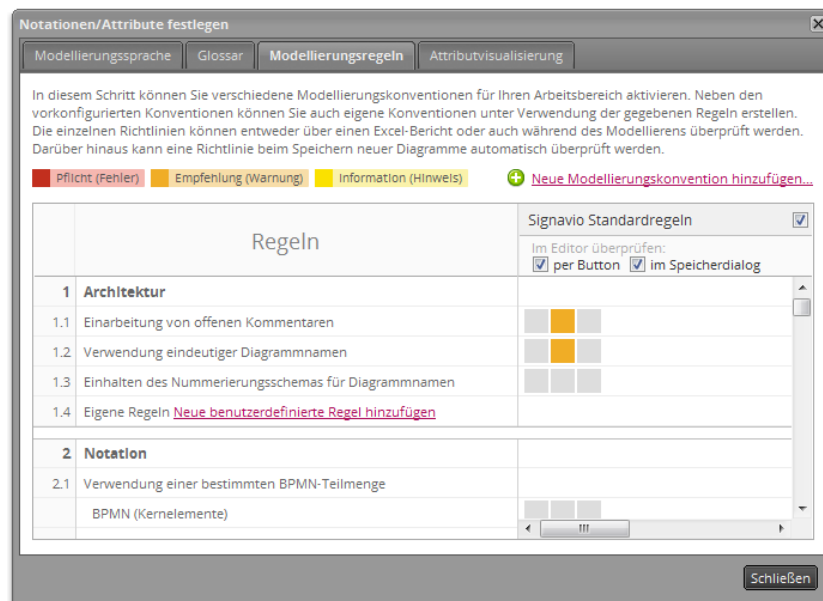 Notationen/Attribute festlegen
Modellierungssprache
Glossar
Modellierungsregeln
Attributvisualisierung
In diesem Schritt können Sie verschiedene Modellierungskonventionen für Ihren Arbeitsbereich aktivieren. Neben den
vorkonfigurierten Konventionen können Sie auch eigene Konventionen unter Verwendung der gegebenen Regeln erstellen.
Die einzelnen Richtlinien können entweder über einen Excel-Bericht oder auch während des Modellierens überprüft werden.
Darüber hinaus kann eine Richtlinie beim Speichern neuer Diagramme automatisch überprüft werden.
Pflicht (Fehler) Empfehlung (Warnung) Information (Hinweis) Neue Modellierungskonvention hinzufügen...
Regeln
Signavio Standardregeln
Im Editor überprüfen:
per Button im Speicherdialog
1 Architektur
1.1 Einarbeitung von offenen Kommentaren
1.2 Verwendung eindeutiger Diagrammnamen
1.3 Einhalten des Nummerierungsschemas für Diagrammnamen
1.4 Eigene Regeln Neue benutzerdefinierte Regel hinzufügen
2 Notation
2.1 Verwendung einer bestimmten BPMN-Teilmenge
BPMN (Kernelemente)
Schließen